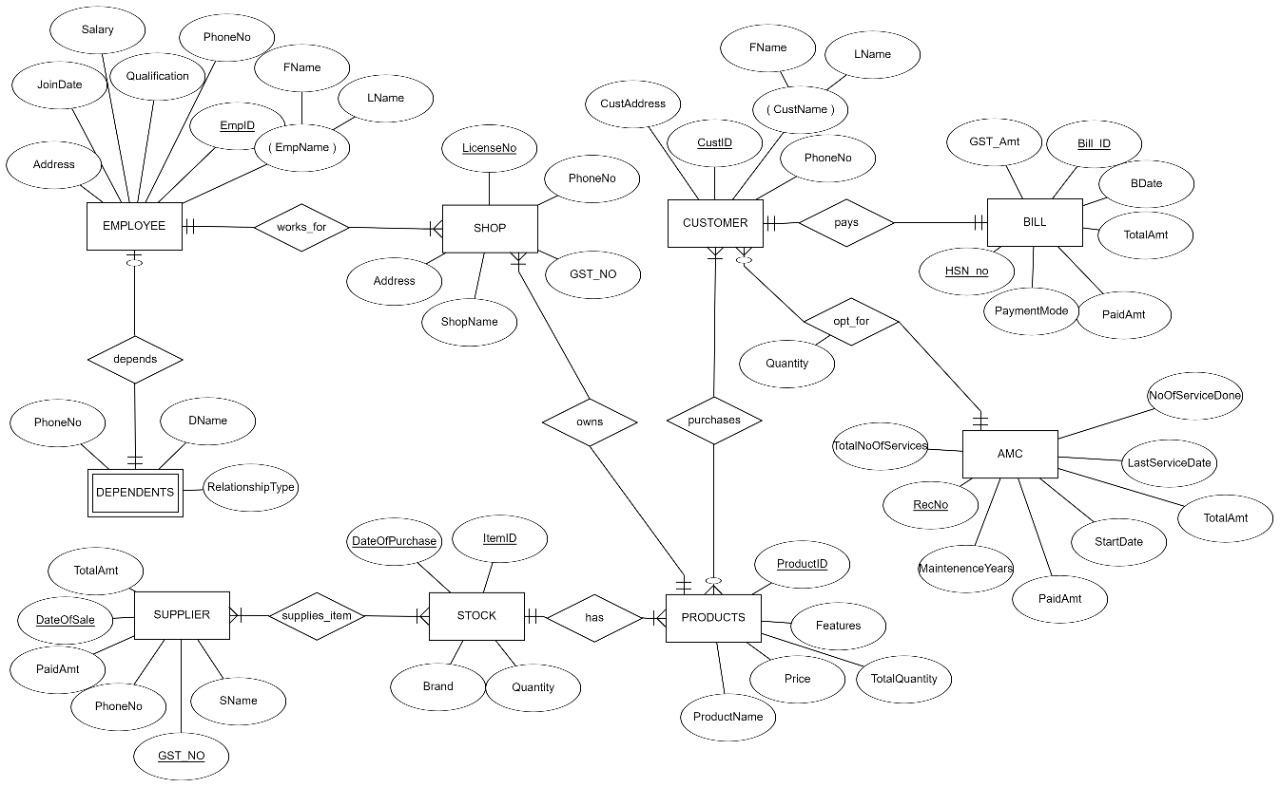 Salary
PhoneNo
JoinDate
Qualification
FName
LName
EmpID
( EmpName )
Address
EMPLOYEE
works_for
LicenseNo
PhoneNo
SHOP
Address
GST_NO
ShopName
FName
LName
CustAddress
( CustName )
CustID
PhoneNo
CUSTOMER
pays
GST_Amt
Bill_ID
BDate
BILL
TotalAmt
HSN_no
PaymentMode
PaidAmt
opt_for
Quantity
depends
owns
purchases
PhoneNo
DName
DEPENDENTS
RelationshipType
NoOfServiceDone
TotalNoOfServices
AMC
LastServiceDate
RecNo
TotalAmt
StartDate
MaintenenceYears
PaidAmt
TotalAmt
DateOfSale
SUPPLIER
PaidAmt
PhoneNo
SName
GST_NO
supplies_item
DateOfPurchase
ItemID
STOCK
Brand
Quantity
has
ProductID
PRODUCTS
Features
Price
TotalQuantity
ProductName